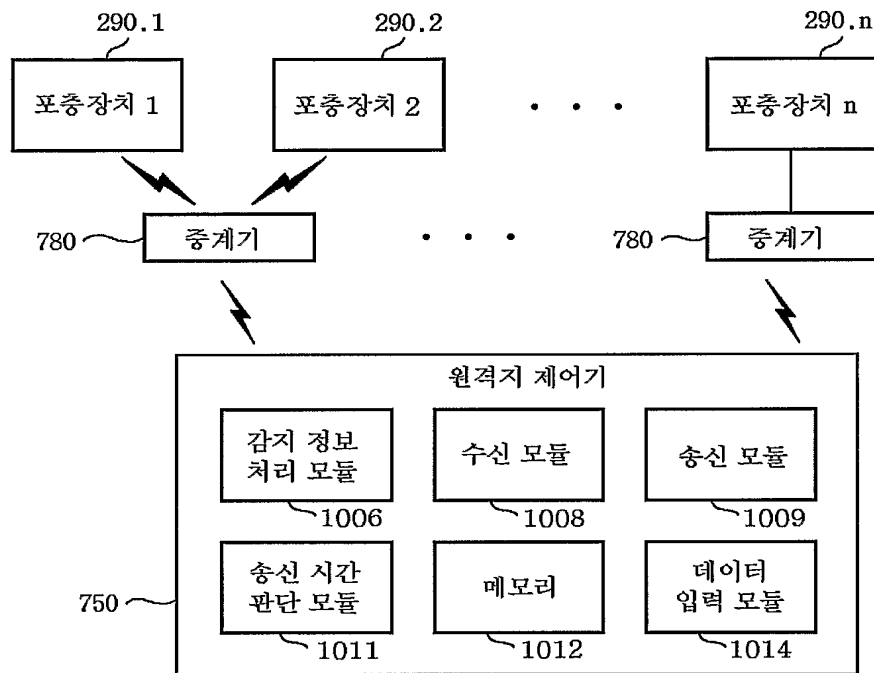 290.1
290.2
290.n
포충장치 1
포충장치 2
• • •
포충장치 n
780
중계기
• • •
780
중계기
원격지 제어기
감지 정보
처리 모듈
수신 모듈
송신 모듈
1006
1008
1009
750
송신 시간
판단 모듈
메모리
데이터
입력 모듈
1011
1012
1014